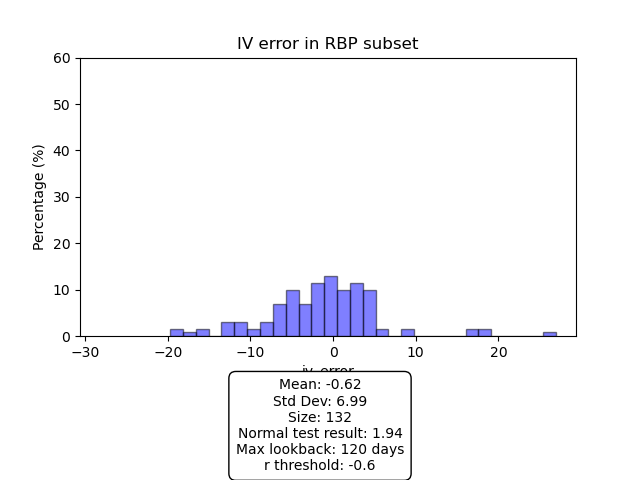 IV error in RBP subset
Percentage (%)
60
50
40
30
20
10
0
−30 −20 −10 0 10 20
iv_error
Mean: -0.62
Std Dev: 6.99
Size: 132
Normal test result: 1.94
Max lookback: 120 days
r threshold: -0.6